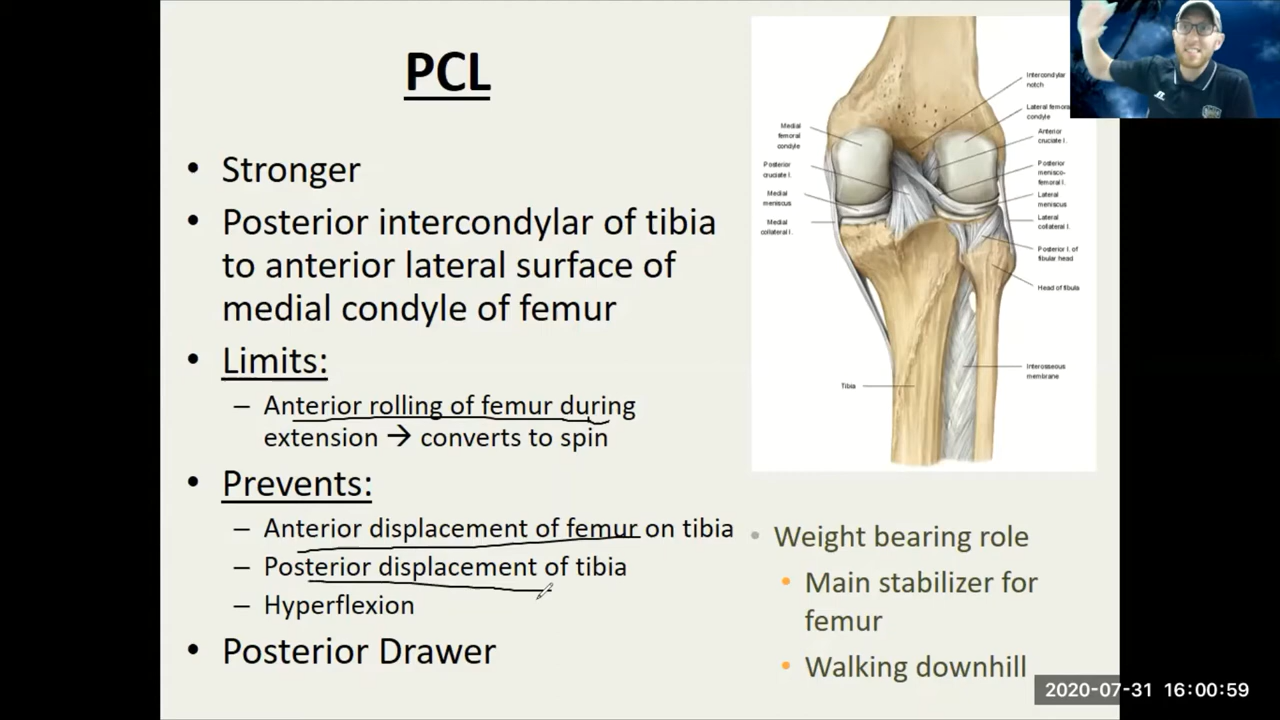 PCL
• Stronger
• Posterior intercondylar of tibia
to anterior lateral surface of
medial condyle of femur
• Limits:
– Anterior rolling of femur during
extension → converts to spin
• Prevents:
– Anterior displacement of femur on tibia
– Posterior displacement of tibia
– Hyperflexion
• Posterior Drawer
Medial
femoral
condyle
Posterior
cruciate l.
Medial
meniscus
Medial
collateral l.
Tibia
Intercondylar
notch
Lateral femora
condyle
Anterior
cruciate l.
Posterior
menisco-
femoral l.
Lateral
meniscus
Lateral
collateral l.
Posterior l. of
fibular head
Head of fibula
Interosseous
membrane
• Weight bearing role
• Main stabilizer for
femur
• Walking downhill
2020-07-31 16:00:59